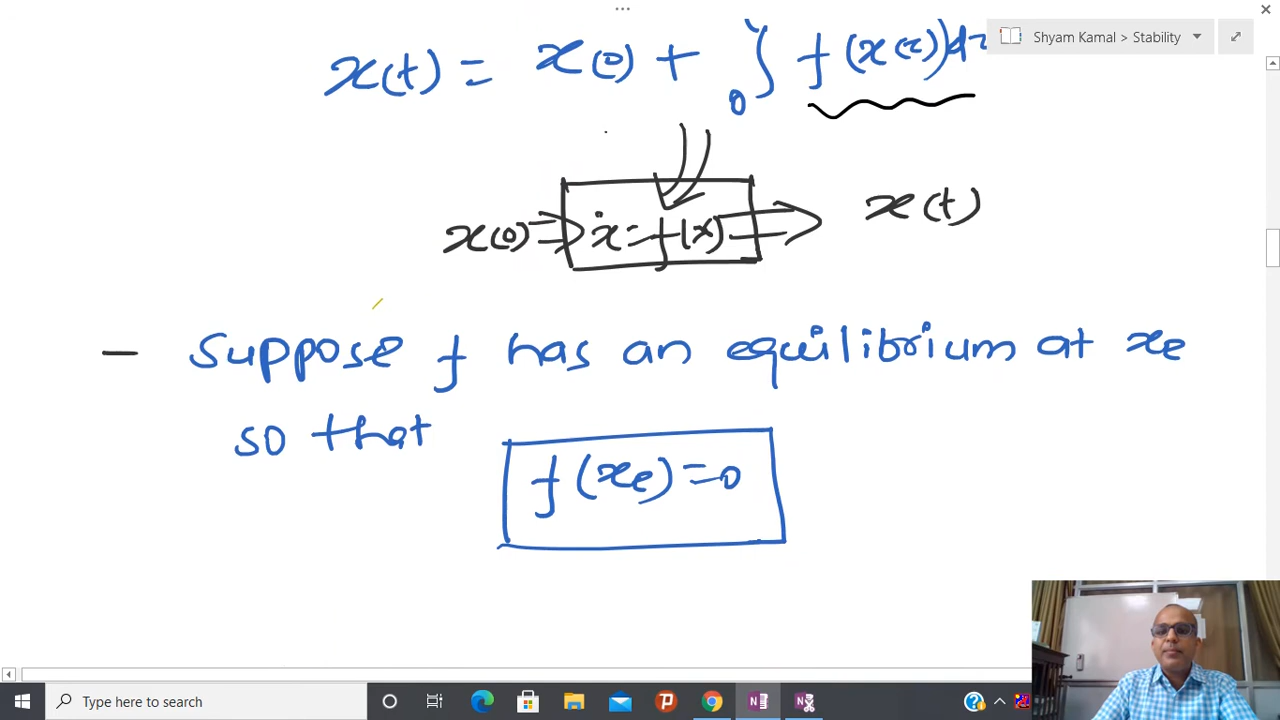 ...
x(t) = x(0) + ∫ f(x(τ))dτ
0
Shyam Kamal > Stability
x(0) ⇒ ẋ = f(x) ⇒ x(t)
– Suppose f has an equilibrium at xₑ
so that
f(xₑ) = 0
Type here to search